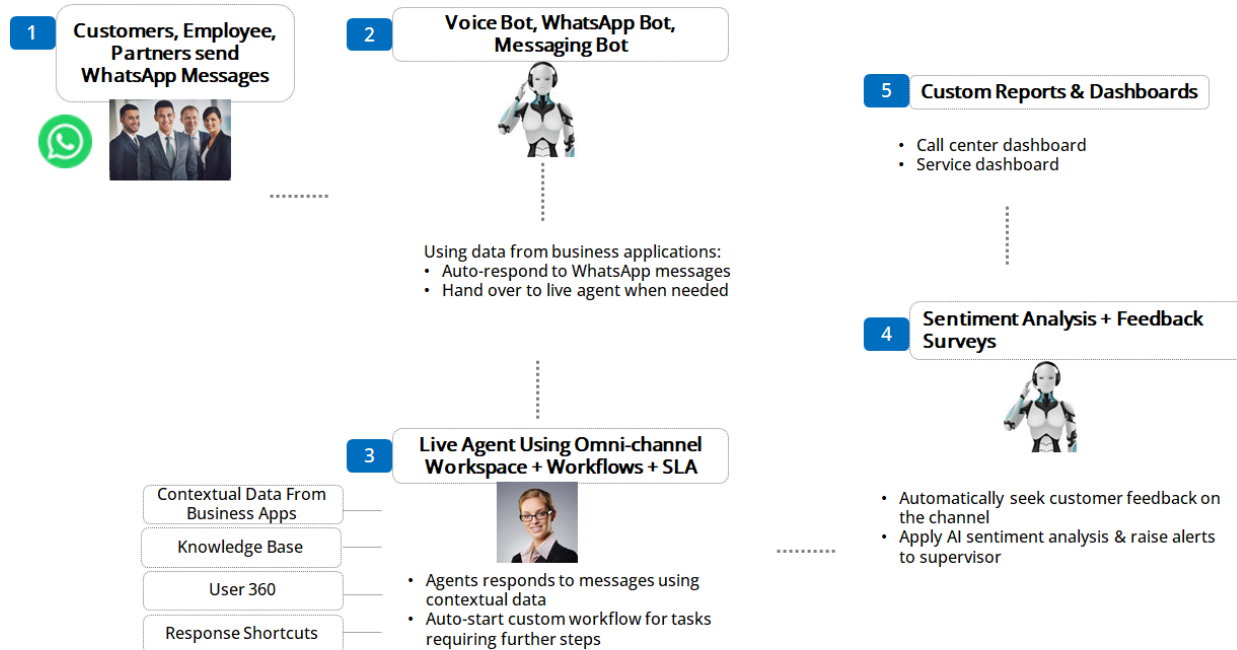 1
Customers, Employee,
Partners send
WhatsApp Messages
2
Voice Bot, WhatsApp Bot,
Messaging Bot
Using data from business applications:
• Auto-respond to WhatsApp messages
• Hand over to live agent when needed
3
Live Agent Using Omni-channel
Workspace + Workflows + SLA
Contextual Data From
Business Apps
Knowledge Base
User 360
Response Shortcuts
• Agents responds to messages using
contextual data
• Auto-start custom workflow for tasks
requiring further steps
4
Sentiment Analysis + Feedback
Surveys
• Automatically seek customer feedback on
the channel
• Apply AI sentiment analysis & raise alerts
to supervisor
5
Custom Reports & Dashboards
• Call center dashboard
• Service dashboard